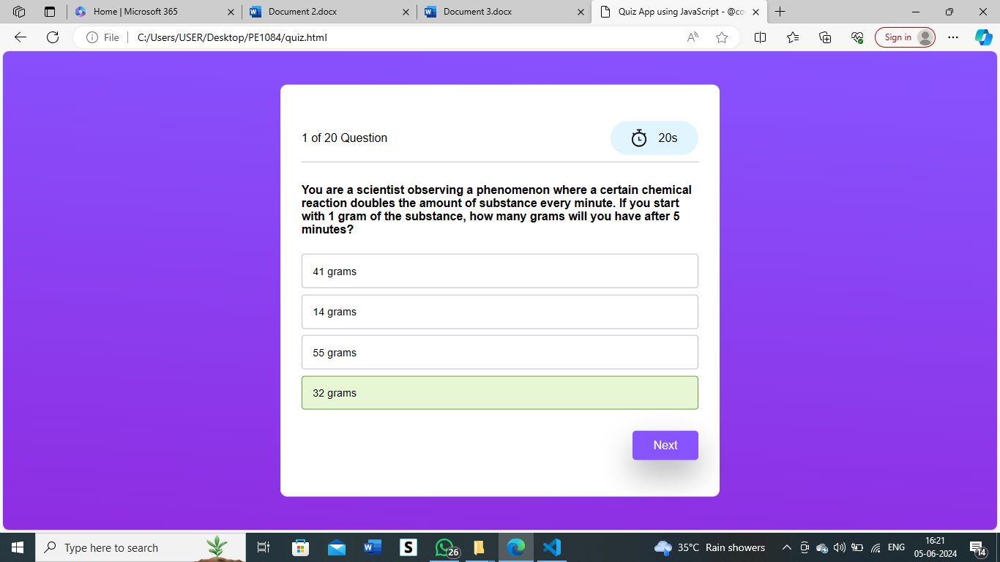 Home | Microsoft 365
Document 2.docx
Document 3.docx
Quiz App using JavaScript - @co
File
C:/Users/USER/Desktop/PE1084/quiz.html
Sign in
1 of 20 Question
20s
You are a scientist observing a phenomenon where a certain chemical
reaction doubles the amount of substance every minute. If you start
with 1 gram of the substance, how many grams will you have after 5
minutes?
41 grams
14 grams
55 grams
32 grams
Next
Type here to search
S
26
35°C Rain showers
ENG
16:21
05-06-2024
14